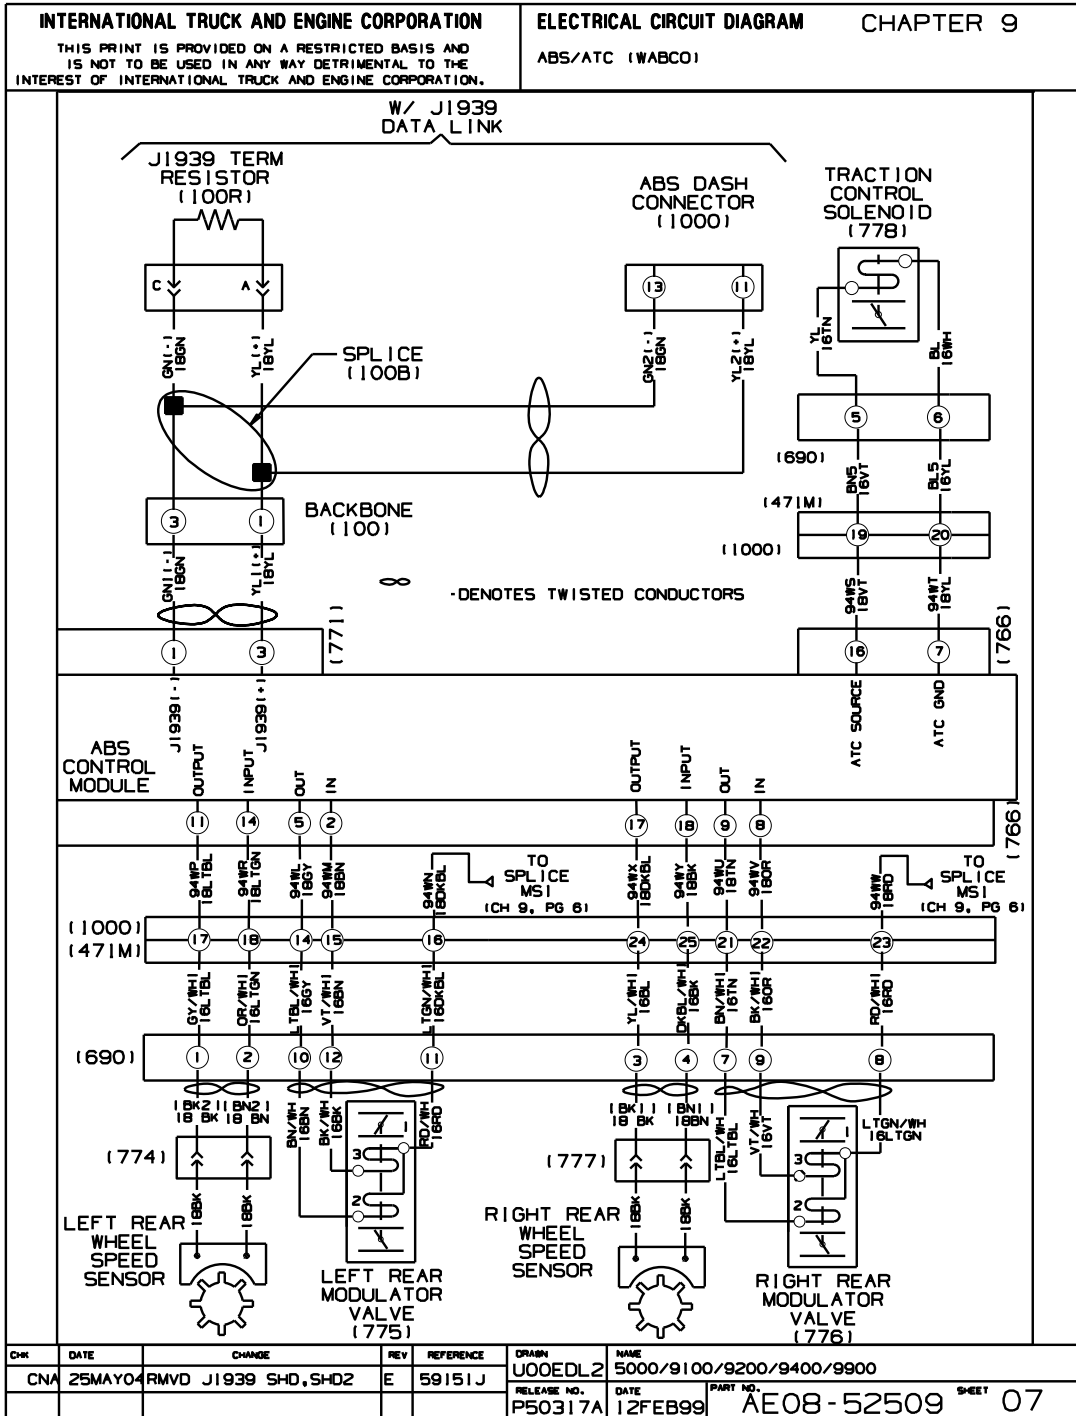 INTERNATIONAL TRUCK AND ENGINE CORPORATION
THIS PRINT IS PROVIDED ON A RESTRICTED BASIS AND
IS NOT TO BE USED IN ANY WAY DETRIMENTAL TO THE
INTEREST OF INTERNATIONAL TRUCK AND ENGINE CORPORATION.
ELECTRICAL CIRCUIT DIAGRAM
CHAPTER 9
ABS/ATC (WABCO)
W/ J1939
DATA LINK
J1939 TERM
RESISTOR
(100R)
ABS DASH
CONNECTOR
(1000)
TRACTION
CONTROL
SOLENOID
(778)
C
A
13
11
GN(-)
18GN
YL(+)
18YL
SPLICE
(100B)
GN2(-)
18GN
YL2(+)
18YL
YL
16TN
BL
16WH
5
6
(690)
BN5
16VT
BL5
16YL
(471M)
(1000)
19
20
3
1
BACKBONE
(100)
GN1(-)
18GN
YL1(+)
18YL
-DENOTES TWISTED CONDUCTORS
94WS
18VT
94WT
18YL
(771)
(766)
1
3
16
7
J1939(-)
J1939(+)
ATC SOURCE
ATC GND
ABS
CONTROL
MODULE
OUTPUT
INPUT
OUT
IN
OUTPUT
INPUT
OUT
IN
11
14
5
2
17
18
9
8
(766)
94WP
18LTBL
94WR
18LTGN
94WL
18GY
94WM
18BN
94WN
18DKBL
TO
SPLICE
MS1
(CH 9, PG 6)
94WX
18DKBL
94WY
18BK
94WU
18TN
94WV
18OR
94WW
18RD
TO
SPLICE
MS1
(CH 9, PG 6)
(1000)
(471M)
17
18
14
15
16
24
25
21
22
23
GY/WH1
16LTBL
OR/WH1
16LTGN
LTBL/WH1
16GY
VT/WH1
16BN
LTGN/WH1
16DKBL
YL/WH1
16BL
DKBL/WH1
16BK
BN/WH1
16TN
BK/WH1
16OR
RD/WH1
16RD
(690)
1
2
10
12
11
3
4
7
9
8
(BK2)
18 BK
(BN2)
18 BN
BN/WH
16BN
BK/WH
16BK
RD/WH
16RD
(BK1)
18 BK
(BN1)
18BN
LTBL/WH
16LTBL
VT/WH
16VT
LTGN/WH
16LTGN
(774)
(777)
1
3
2
1
3
2
18BK
18BK
18BK
18BK
LEFT REAR
WHEEL
SPEED
SENSOR
LEFT REAR
MODULATOR
VALVE
(775)
RIGHT REAR
WHEEL
SPEED
SENSOR
RIGHT REAR
MODULATOR
VALVE
(776)
CHK DATE CHANGE REV REFERENCE
CNA 25MAY04 RMVD J1939 SHD,SHD2 E 59151J
DRAWN U00EDL2
NAME 5000/9100/9200/9400/9900
RELEASE NO. P50317A
DATE 12FEB99
PART NO. AE08-52509
SHEET 07